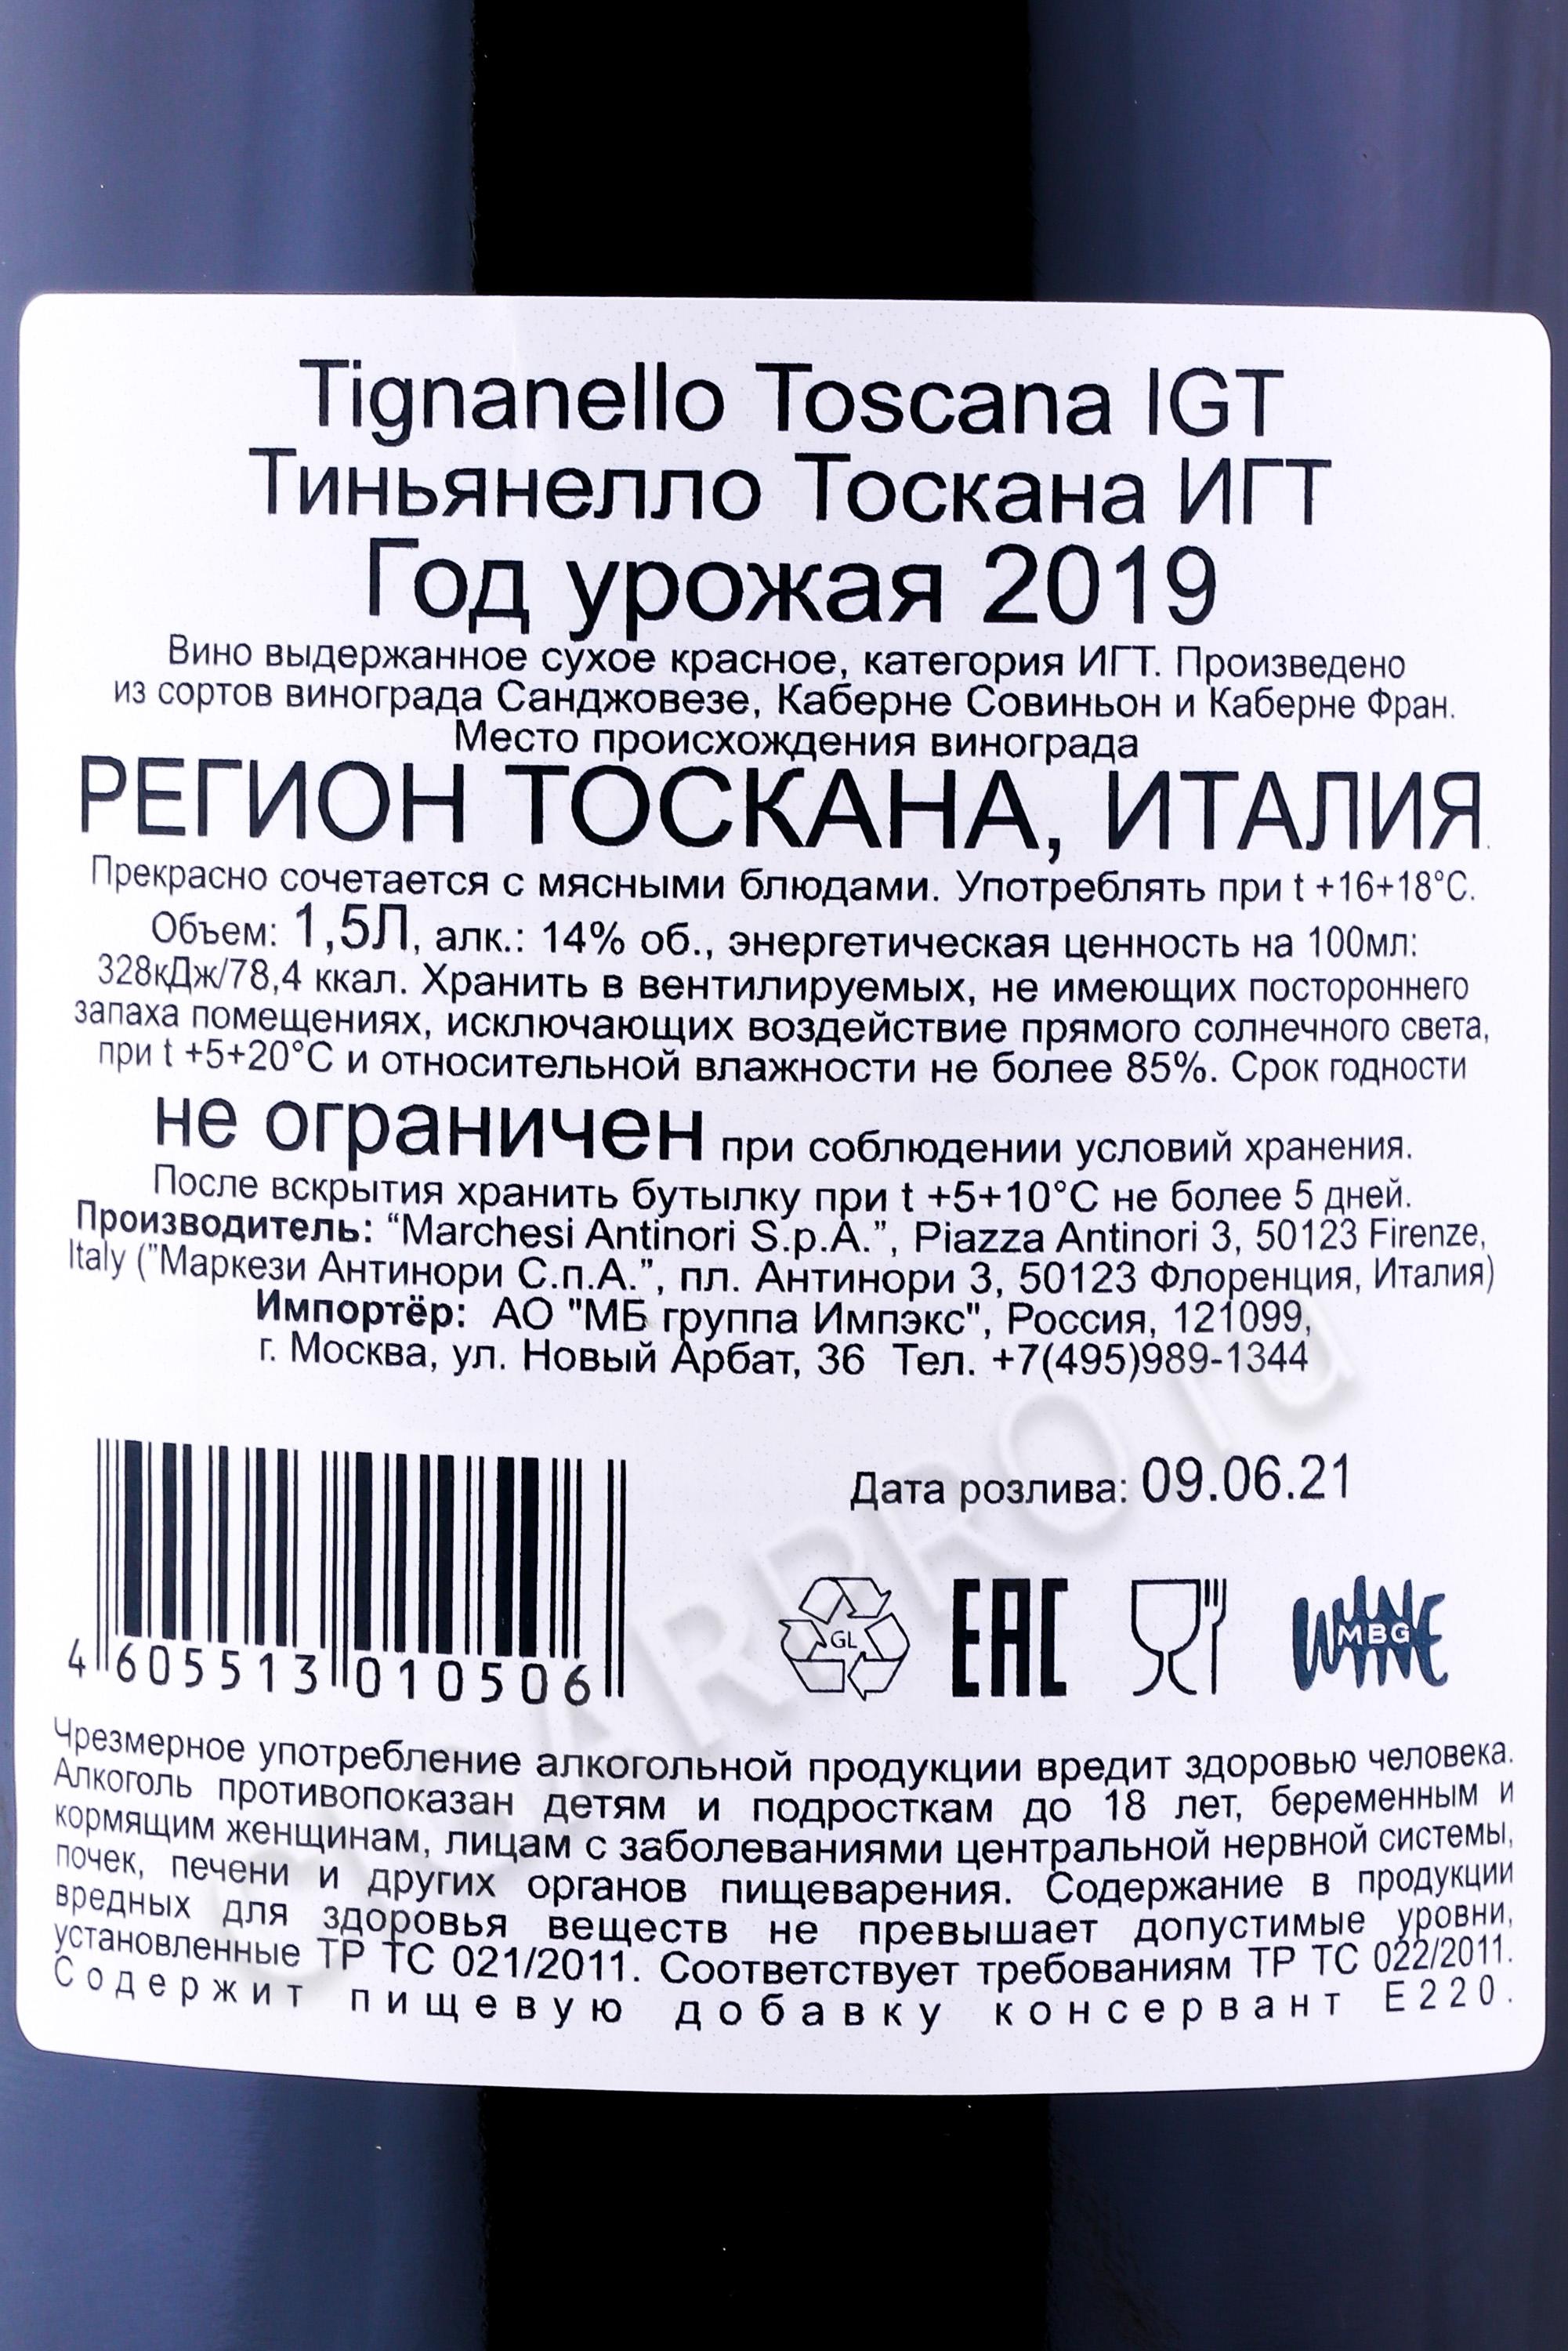 Tignanello Toscana IGT
Тиньянелло Тоскана ИГТ
Год урожая 2019
Вино выдержанное сухое красное, категория ИГТ. Произведено
из сортов винограда Санджовезе, Каберне Совиньон и Каберне Фран.
Место происхождения винограда
РЕГИОН ТОСКАНА, ИТАЛИЯ.
Прекрасно сочетается с мясными блюдами. Употреблять при t +16+18°C.
Объем: 1,5Л, алк.: 14% об., энергетическая ценность на 100мл:
328кДж/78,4 ккал. Хранить в вентилируемых, не имеющих постороннего
запаха помещениях, исключающих воздействие прямого солнечного света,
при t +5+20°C и относительной влажности не более 85%. Срок годности
не ограничен при соблюдении условий хранения.
После вскрытия хранить бутылку при t +5+10°C не более 5 дней.
Производитель: “Marchesi Antinori S.p.A.”, Piazza Antinori 3, 50123 Firenze,
Italy ("Маркези Антинори С.п.А.”, пл. Антинори 3, 50123 Флоренция, Италия)
Импортёр: АО "МБ группа Импэкс", Россия, 121099,
г. Москва, ул. Новый Арбат, 36 Тел. +7(495)989-1344
Дата розлива: 09.06.21
GL EAC WINE MBG
4 605513 010506
Чрезмерное употребление алкогольной продукции вредит здоровью человека.
Алкоголь противопоказан детям и подросткам до 18 лет, беременным и
кормящим женщинам, лицам с заболеваниями центральной нервной системы,
почек, печени и других органов пищеварения. Содержание в продукции
вредных для здоровья веществ не превышает допустимые уровни,
установленные ТР ТС 021/2011. Соответствует требованиям ТР ТС 022/2011.
Содержит пищевую добавку консервант Е220.